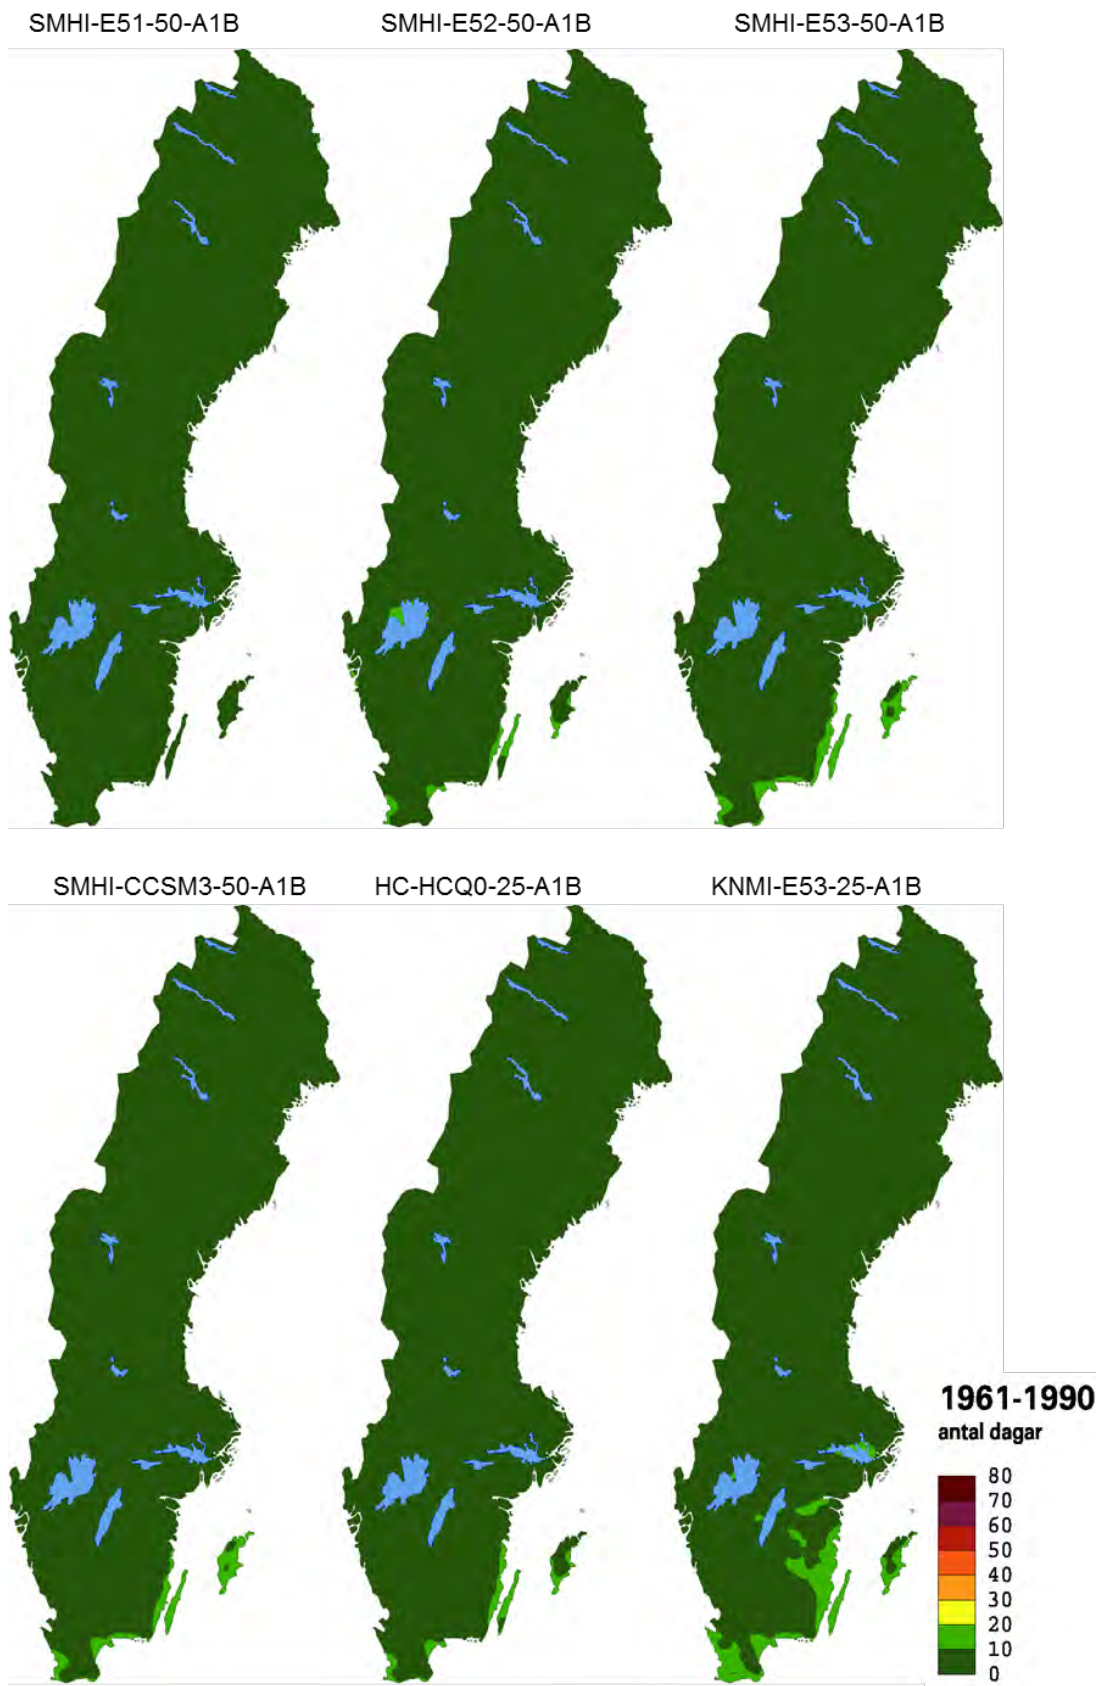 SMHI-E51-50-A1B
SMHI-E52-50-A1B
SMHI-E53-50-A1B
SMHI-CCSM3-50-A1B
HC-HCQ0-25-A1B
KNMI-E53-25-A1B
1961-1990
antal dagar
80
70
60
50
40
30
20
10
0